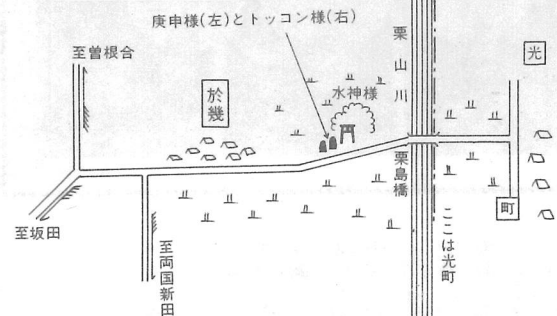 庚申様(左)とトッコン様(右)
至曽根合
於幾
水神様
栗山川
光
栗島橋
町
ここは光町
至坂田
至両国新田